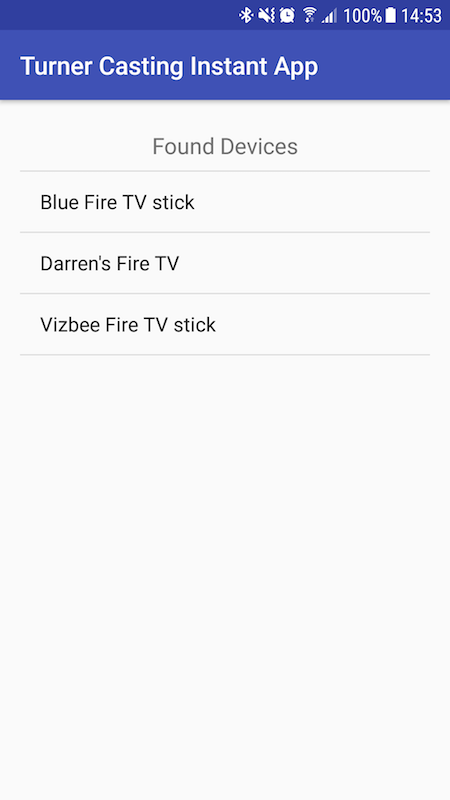 100% 14:53
Turner Casting Instant App
Found Devices
Blue Fire TV stick
Darren's Fire TV
Vizbee Fire TV stick